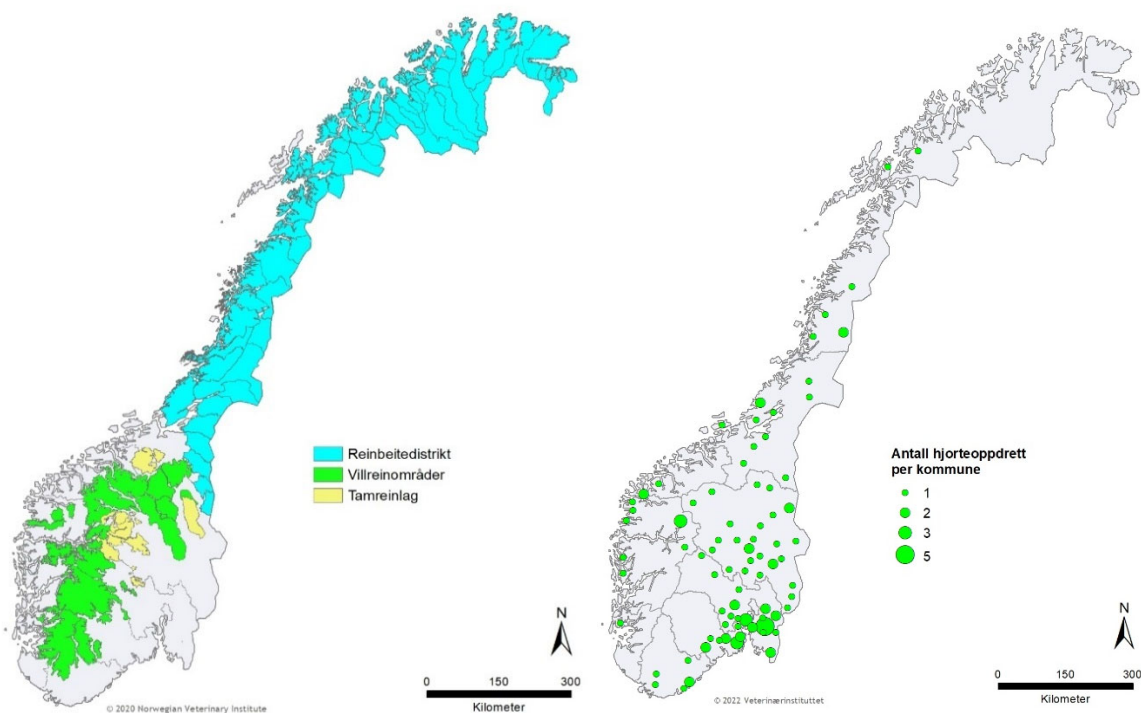 Reinbeitedistrikt
Villreinområder
Tamreinlag
N
0 150 300
Kilometer
© 2020 Norwegian Veterinary Institute
Antall hjorteoppdrett
per kommune
1
2
3
5
N
0 150 300
Kilometer
© 2022 Veterinærinstituttet